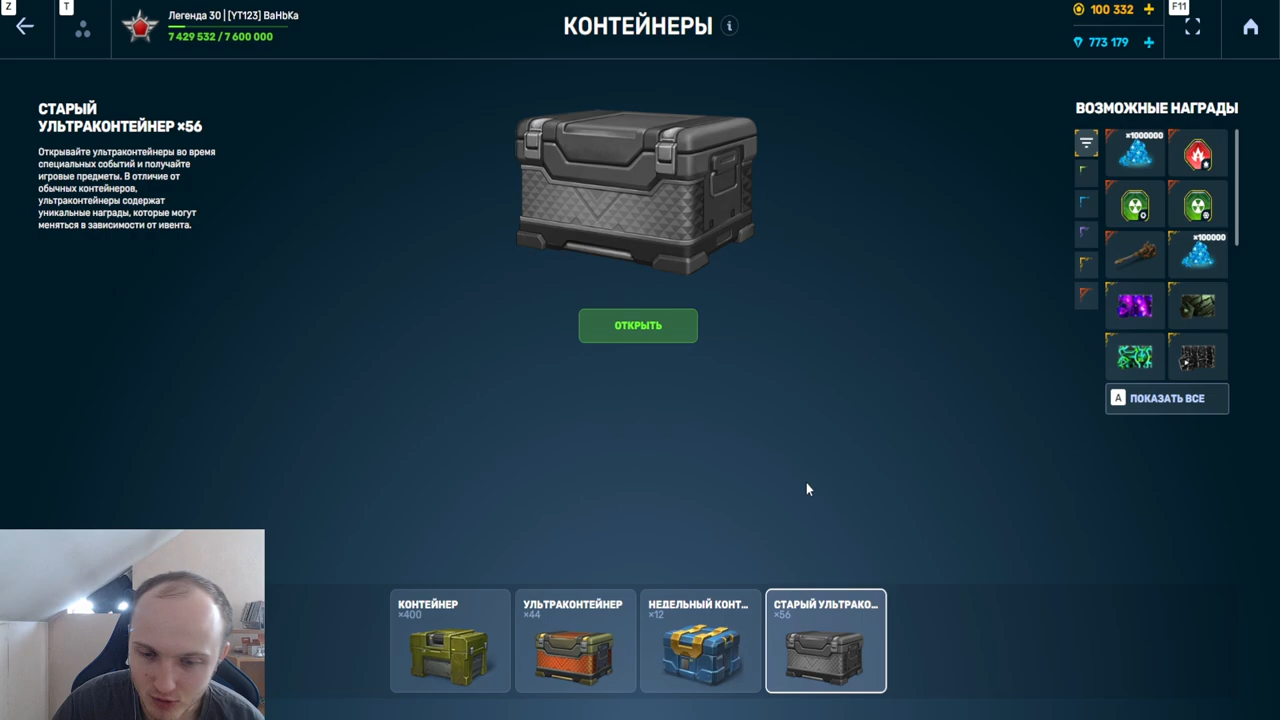 Z
T
Легенда 30 | [YT123] BaHbKa
7 429 532 / 7 600 000
КОНТЕЙНЕРЫ
i
100 332 +
773 179 +
F11
СТАРЫЙ
УЛЬТРАКОНТЕЙНЕР ×56
Открывайте ультраконтейнеры во время
специальных событий и получайте
игровые предметы. В отличие от
обычных контейнеров,
ультраконтейнеры содержат
уникальные награды, которые могут
меняться в зависимости от ивента.
ОТКРЫТЬ
ВОЗМОЖНЫЕ НАГРАДЫ
×1000000
×100000
A ПОКАЗАТЬ ВСЕ
КОНТЕЙНЕР
×400
УЛЬТРАКОНТЕЙНЕР
×44
НЕДЕЛЬНЫЙ КОНТ...
×12
СТАРЫЙ УЛЬТРАКО...
×56